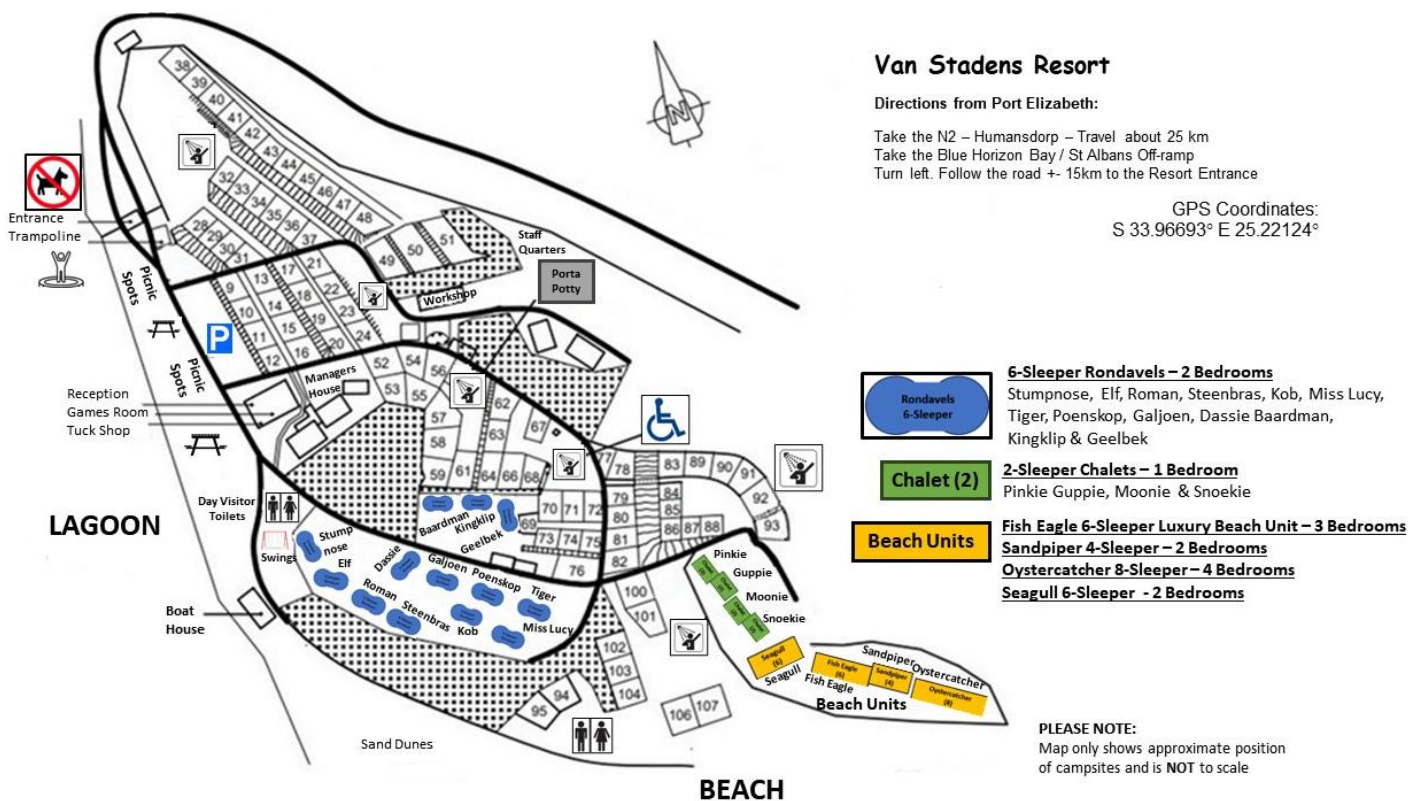 Van Stadens Resort
Directions from Port Elizabeth:
Take the N2 – Humansdorp – Travel about 25 km
Take the Blue Horizon Bay / St Albans Off-ramp
Turn left. Follow the road +- 15km to the Resort Entrance
GPS Coordinates:
S 33.96693° E 25.22124°
N
38
39
40
41
42
43
44
45
46
47
48
32
33
34
35
36
37
28
29
30
31
49
50
51
Staff
Quarters
Porta
Potty
Workshop
Entrance
Trampoline
Picnic
Spots
P
Picnic
Spots
9
10
11
12
13
14
15
16
17
18
19
20
21
22
23
24
Managers
House
Reception
Games Room
Tuck Shop
52
53
54
55
56
57
58
59
61
62
63
64
66
67
68
69
70
71
72
73
74
75
76
77
78
79
80
81
82
83
84
85
86
87
88
89
90
91
92
93
Day Visitor
Toilets
LAGOON
Swings
Boat
House
Baardman
Kingklip
Geelbek
Stump
nose
Elf
Dassie
Galjoen
Poenskop
Tiger
Roman
Steenbras
Kob
Miss Lucy
100
101
102
103
104
94
95
106
107
Pinkie
Guppie
Moonie
Snoekie
Chalet
(2)
Chalet
(2)
Chalet
(2)
Chalet
(2)
Seagull
(6)
Seagull
Fish Eagle
(6)
Fish Eagle
Sandpiper
Sandpiper
(4)
Oystercatcher
Oystercatcher
(8)
Beach Units
Sand Dunes
BEACH
Rondavels
6-Sleeper
6-Sleeper Rondavels – 2 Bedrooms
Stumpnose, Elf, Roman, Steenbras, Kob, Miss Lucy,
Tiger, Poenskop, Galjoen, Dassie Baardman,
Kingklip & Geelbek
Chalet (2)
2-Sleeper Chalets – 1 Bedroom
Pinkie Guppie, Moonie & Snoekie
Beach Units
Fish Eagle 6-Sleeper Luxury Beach Unit – 3 Bedrooms
Sandpiper 4-Sleeper – 2 Bedrooms
Oystercatcher 8-Sleeper – 4 Bedrooms
Seagull 6-Sleeper - 2 Bedrooms
PLEASE NOTE:
Map only shows approximate position
of campsites and is NOT to scale